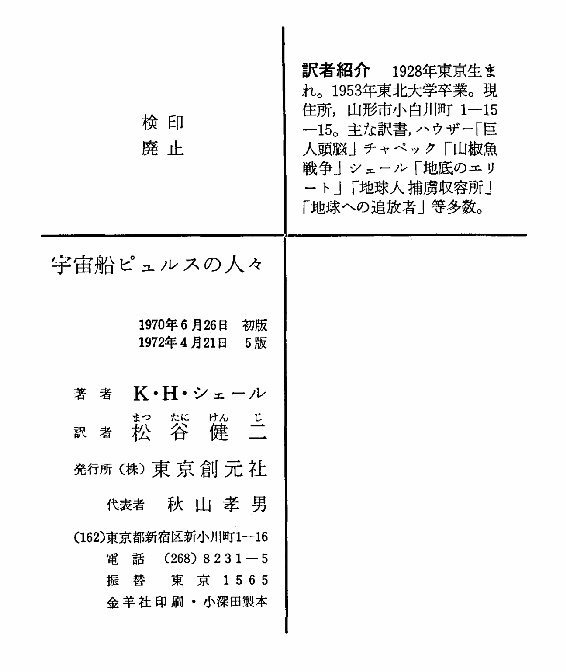 検印
廃止
訳者紹介　1928年東京生ま
れ。1953年東北大学卒業。現
住所，山形市小白川町 1―15
―15。主な訳書，ハウザー「巨
人頭脳」チャペック「山椒魚
戦争」シェール「地底のエリ
ート」「地球人捕虜収容所」
「地球への追放者」等多数。
宇宙船ピュルスの人々
1970年6月26日　初版
1972年4月21日　5版
著者　K・H・シェール
まつ たに けん じ
訳者　松谷健二
発行所（株）東京創元社
代表者　秋山孝男
(162)東京都新宿区新小川町1―16
電話　(268) 8231―5
振替　東京 1565
金羊社印刷・小深田製本